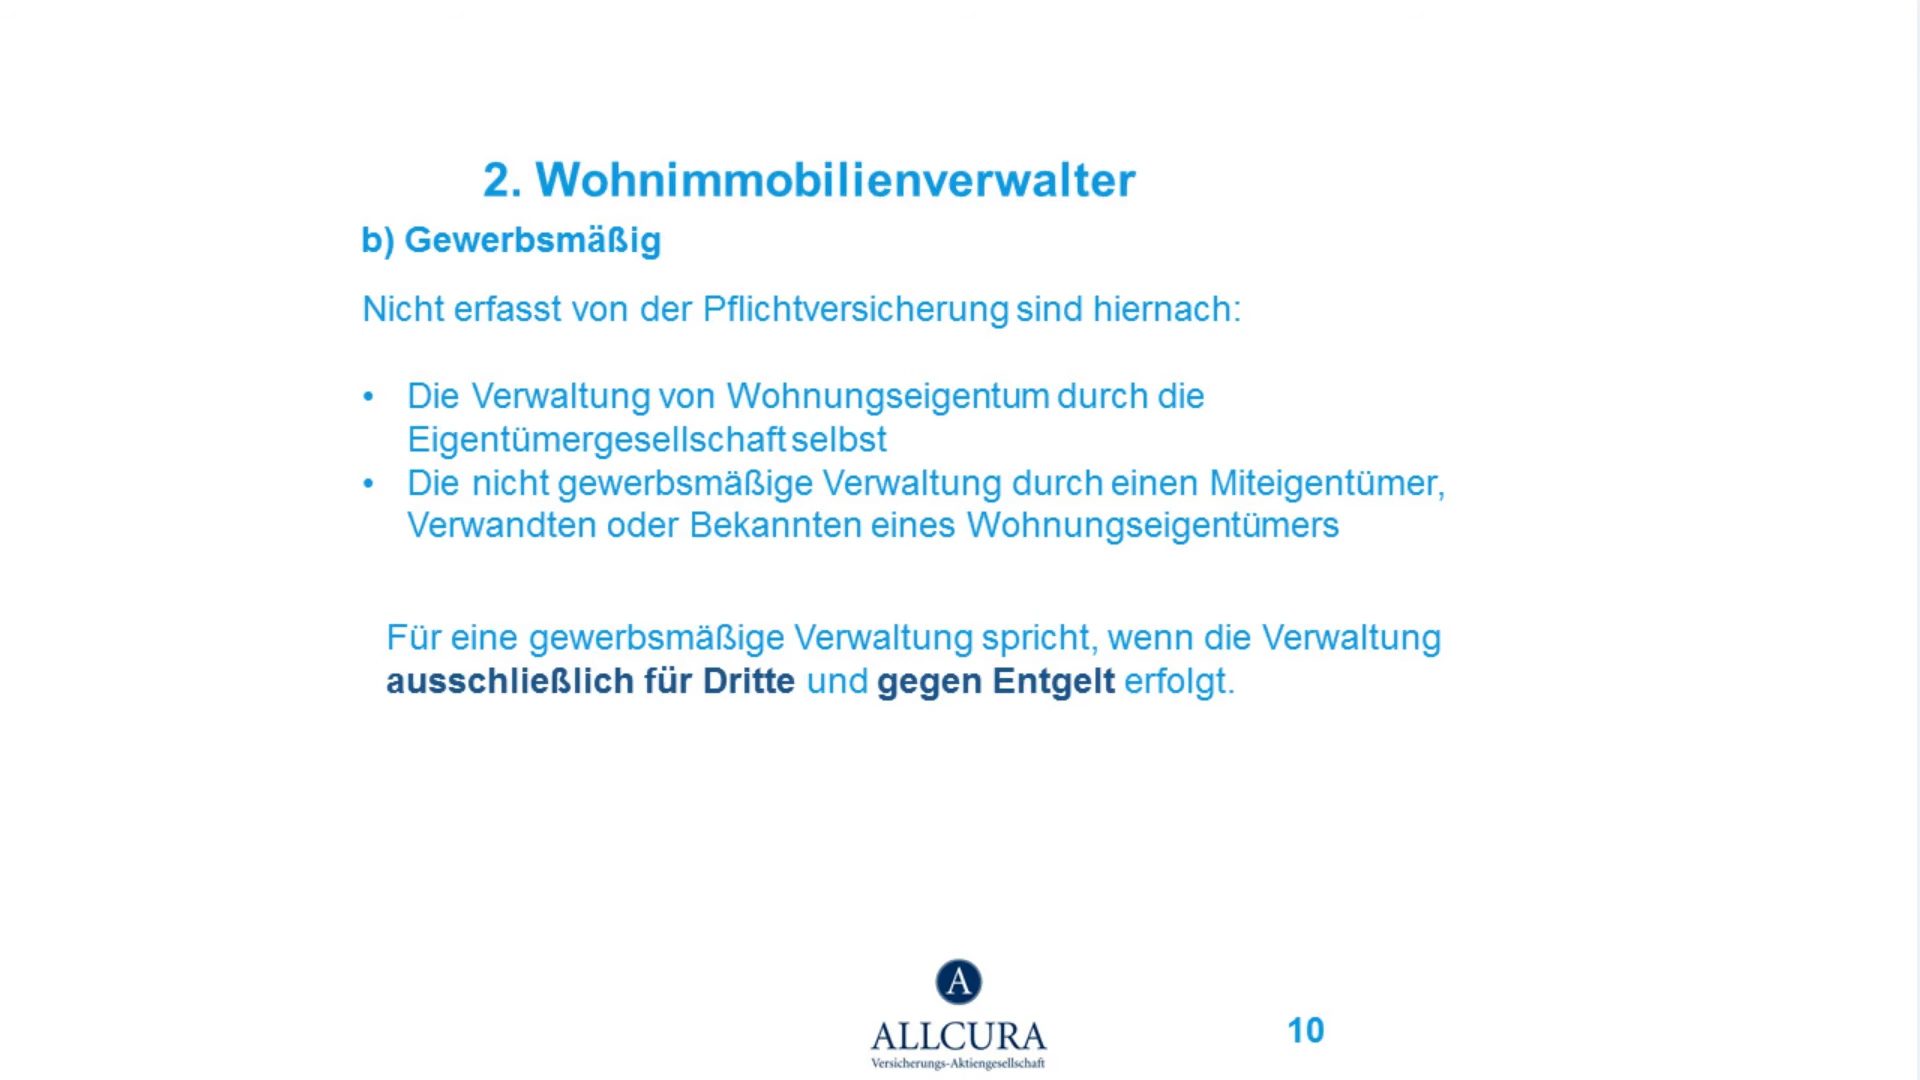 2. Wohnimmobilienverwalter
b) Gewerbsmäßig
Nicht erfasst von der Pflichtversicherung sind hiernach:
• Die Verwaltung von Wohnungseigentum durch die
Eigentümergesellschaft selbst
• Die nicht gewerbsmäßige Verwaltung durch einen Miteigentümer,
Verwandten oder Bekannten eines Wohnungseigentümers
Für eine gewerbsmäßige Verwaltung spricht, wenn die Verwaltung
ausschließlich für Dritte und gegen Entgelt erfolgt.
A
ALLCURA
Versicherungs-Aktiengesellschaft
10